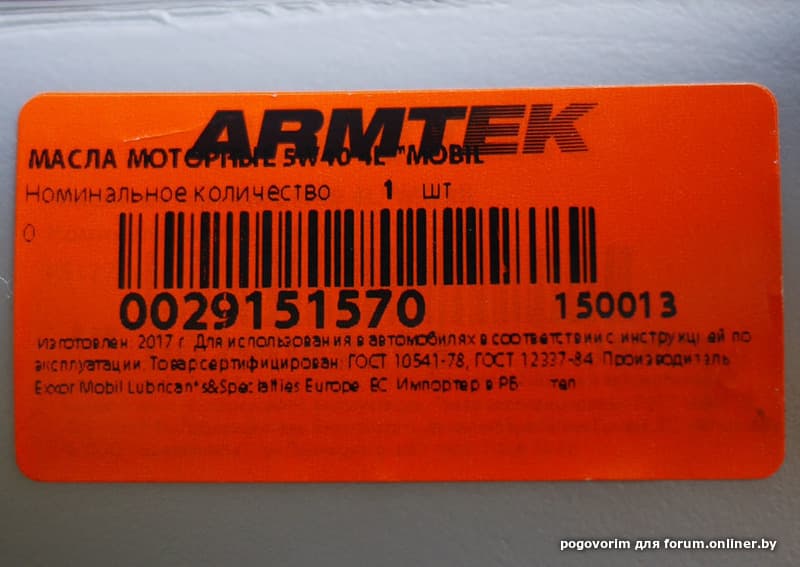 ARMTEK
МАСЛА МОТОРНЫЕ 5W40 4L "MOBIL
Номинальное количество 1 шт
0
0029151570 150013
Изготовлен: 2017 г. Для использования в автомобилях в соответствии с инструкцией по
эксплуатации. Товар сертифицирован: ГОСТ 10541-78, ГОСТ 12337-84. Производитель
Exxon Mobil Lubricants&Specialties Europe, ЕС. Импортер в РБ тел
pogovorim для forum.onliner.by